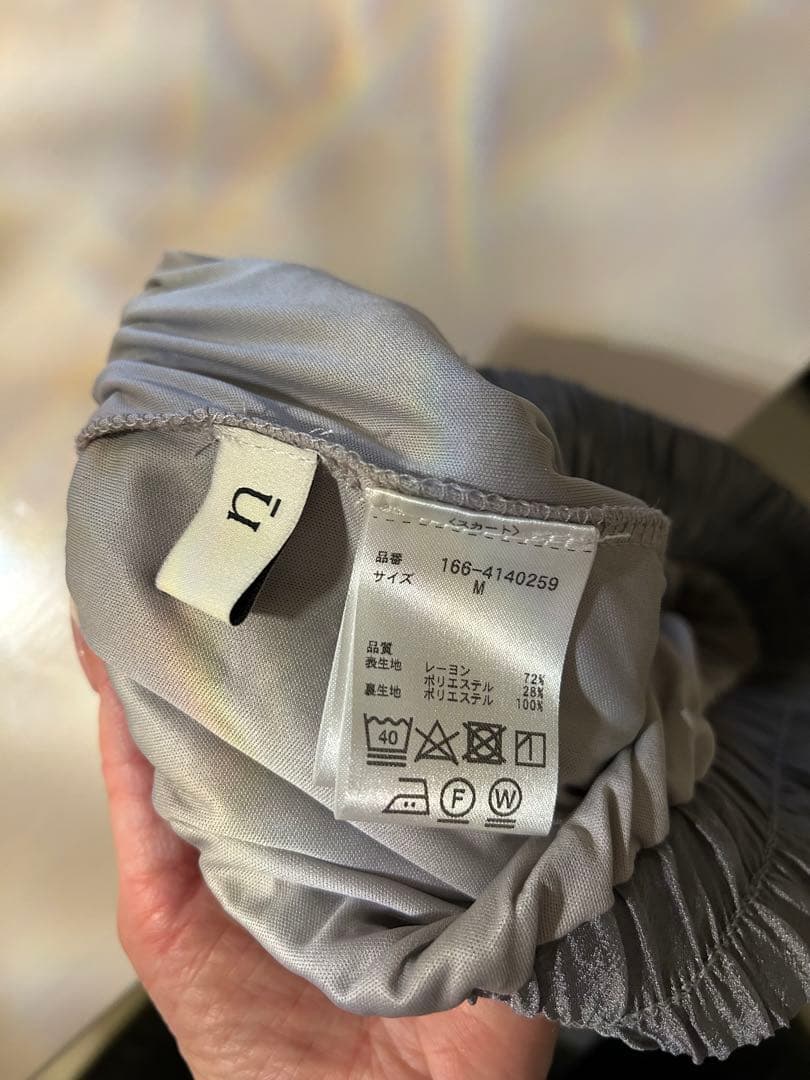 n
〈スカート〉
品番 166-4140259
サイズ M
品質
表生地 レーヨン 72%
ポリエステル 28%
裏生地 ポリエステル 100%
40
F W